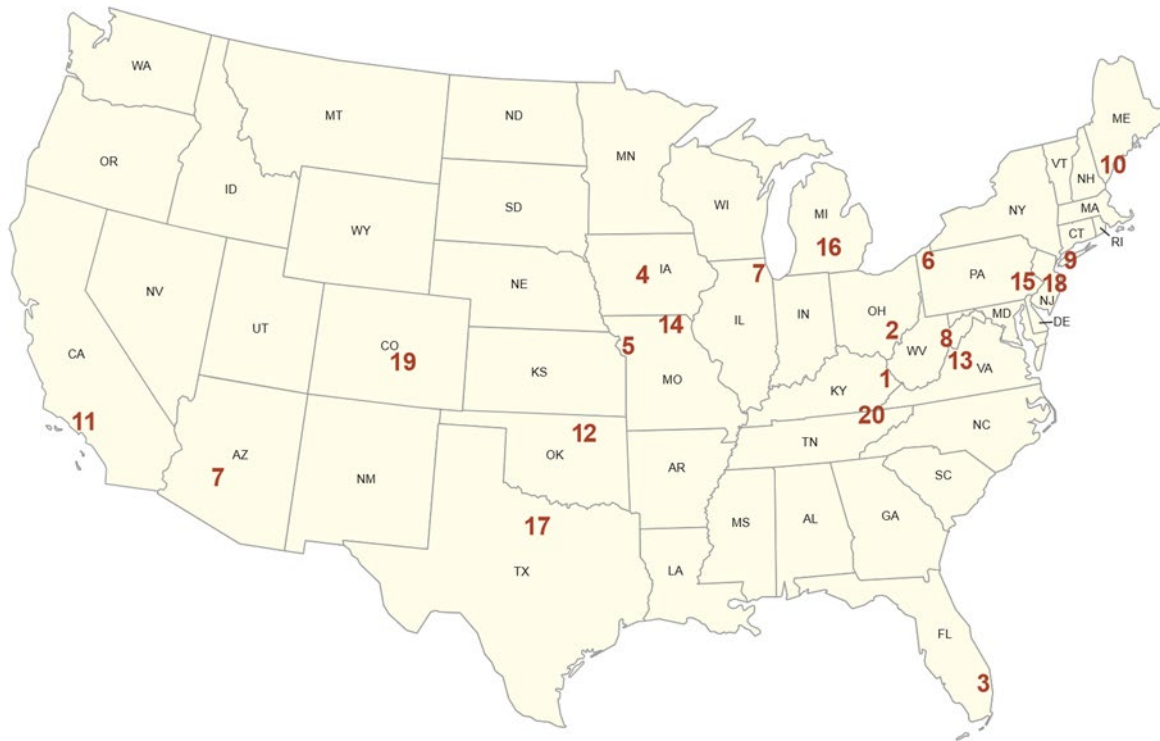 WA
MT
ND
MN
ME
OR
ID
SD
WI
MI
VT
NH
10
NY
MA
CT
RI
WY
16
6
9
4
IA
7
PA
15
18
NV
NE
NJ
CA
UT
CO
19
IL
IN
OH
2
MD
DE
14
5
8
WV
13
VA
KS
MO
KY
1
11
20
12
NC
AZ
7
NM
OK
TN
AR
SC
17
MS
AL
GA
TX
LA
FL
3